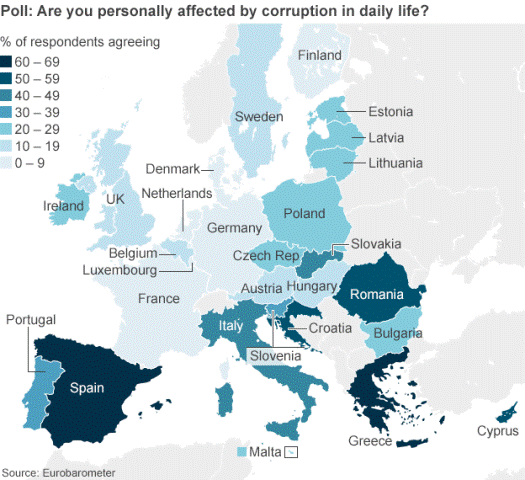 Poll: Are you personally affected by corruption in daily life?
% of respondents agreeing
60 – 69
50 – 59
40 – 49
30 – 39
20 – 29
10 – 19
0 – 9
Finland
Sweden
Estonia
Latvia
Lithuania
Denmark
Netherlands
Ireland
UK
Germany
Poland
Belgium
Luxembourg
Czech Rep
Slovakia
France
Austria
Hungary
Romania
Portugal
Italy
Croatia
Bulgaria
Slovenia
Spain
Greece
Cyprus
Malta
Source: Eurobarometer